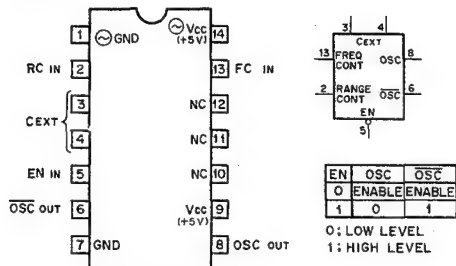 1 GND
VCC (+5V) 14
RC IN 2
13 FC IN
CEXT 3
4
NC 12
NC 11
EN IN 5
NC 10
OSC OUT 6
VCC (+5V) 9
7 GND
8 OSC OUT
3 4
CEXT
13 FREQ CONT OSC 8
2 RANGE CONT OSC 6
EN
5
EN OSC OSC
0 ENABLE ENABLE
1 0 1
0: LOW LEVEL
1: HIGH LEVEL